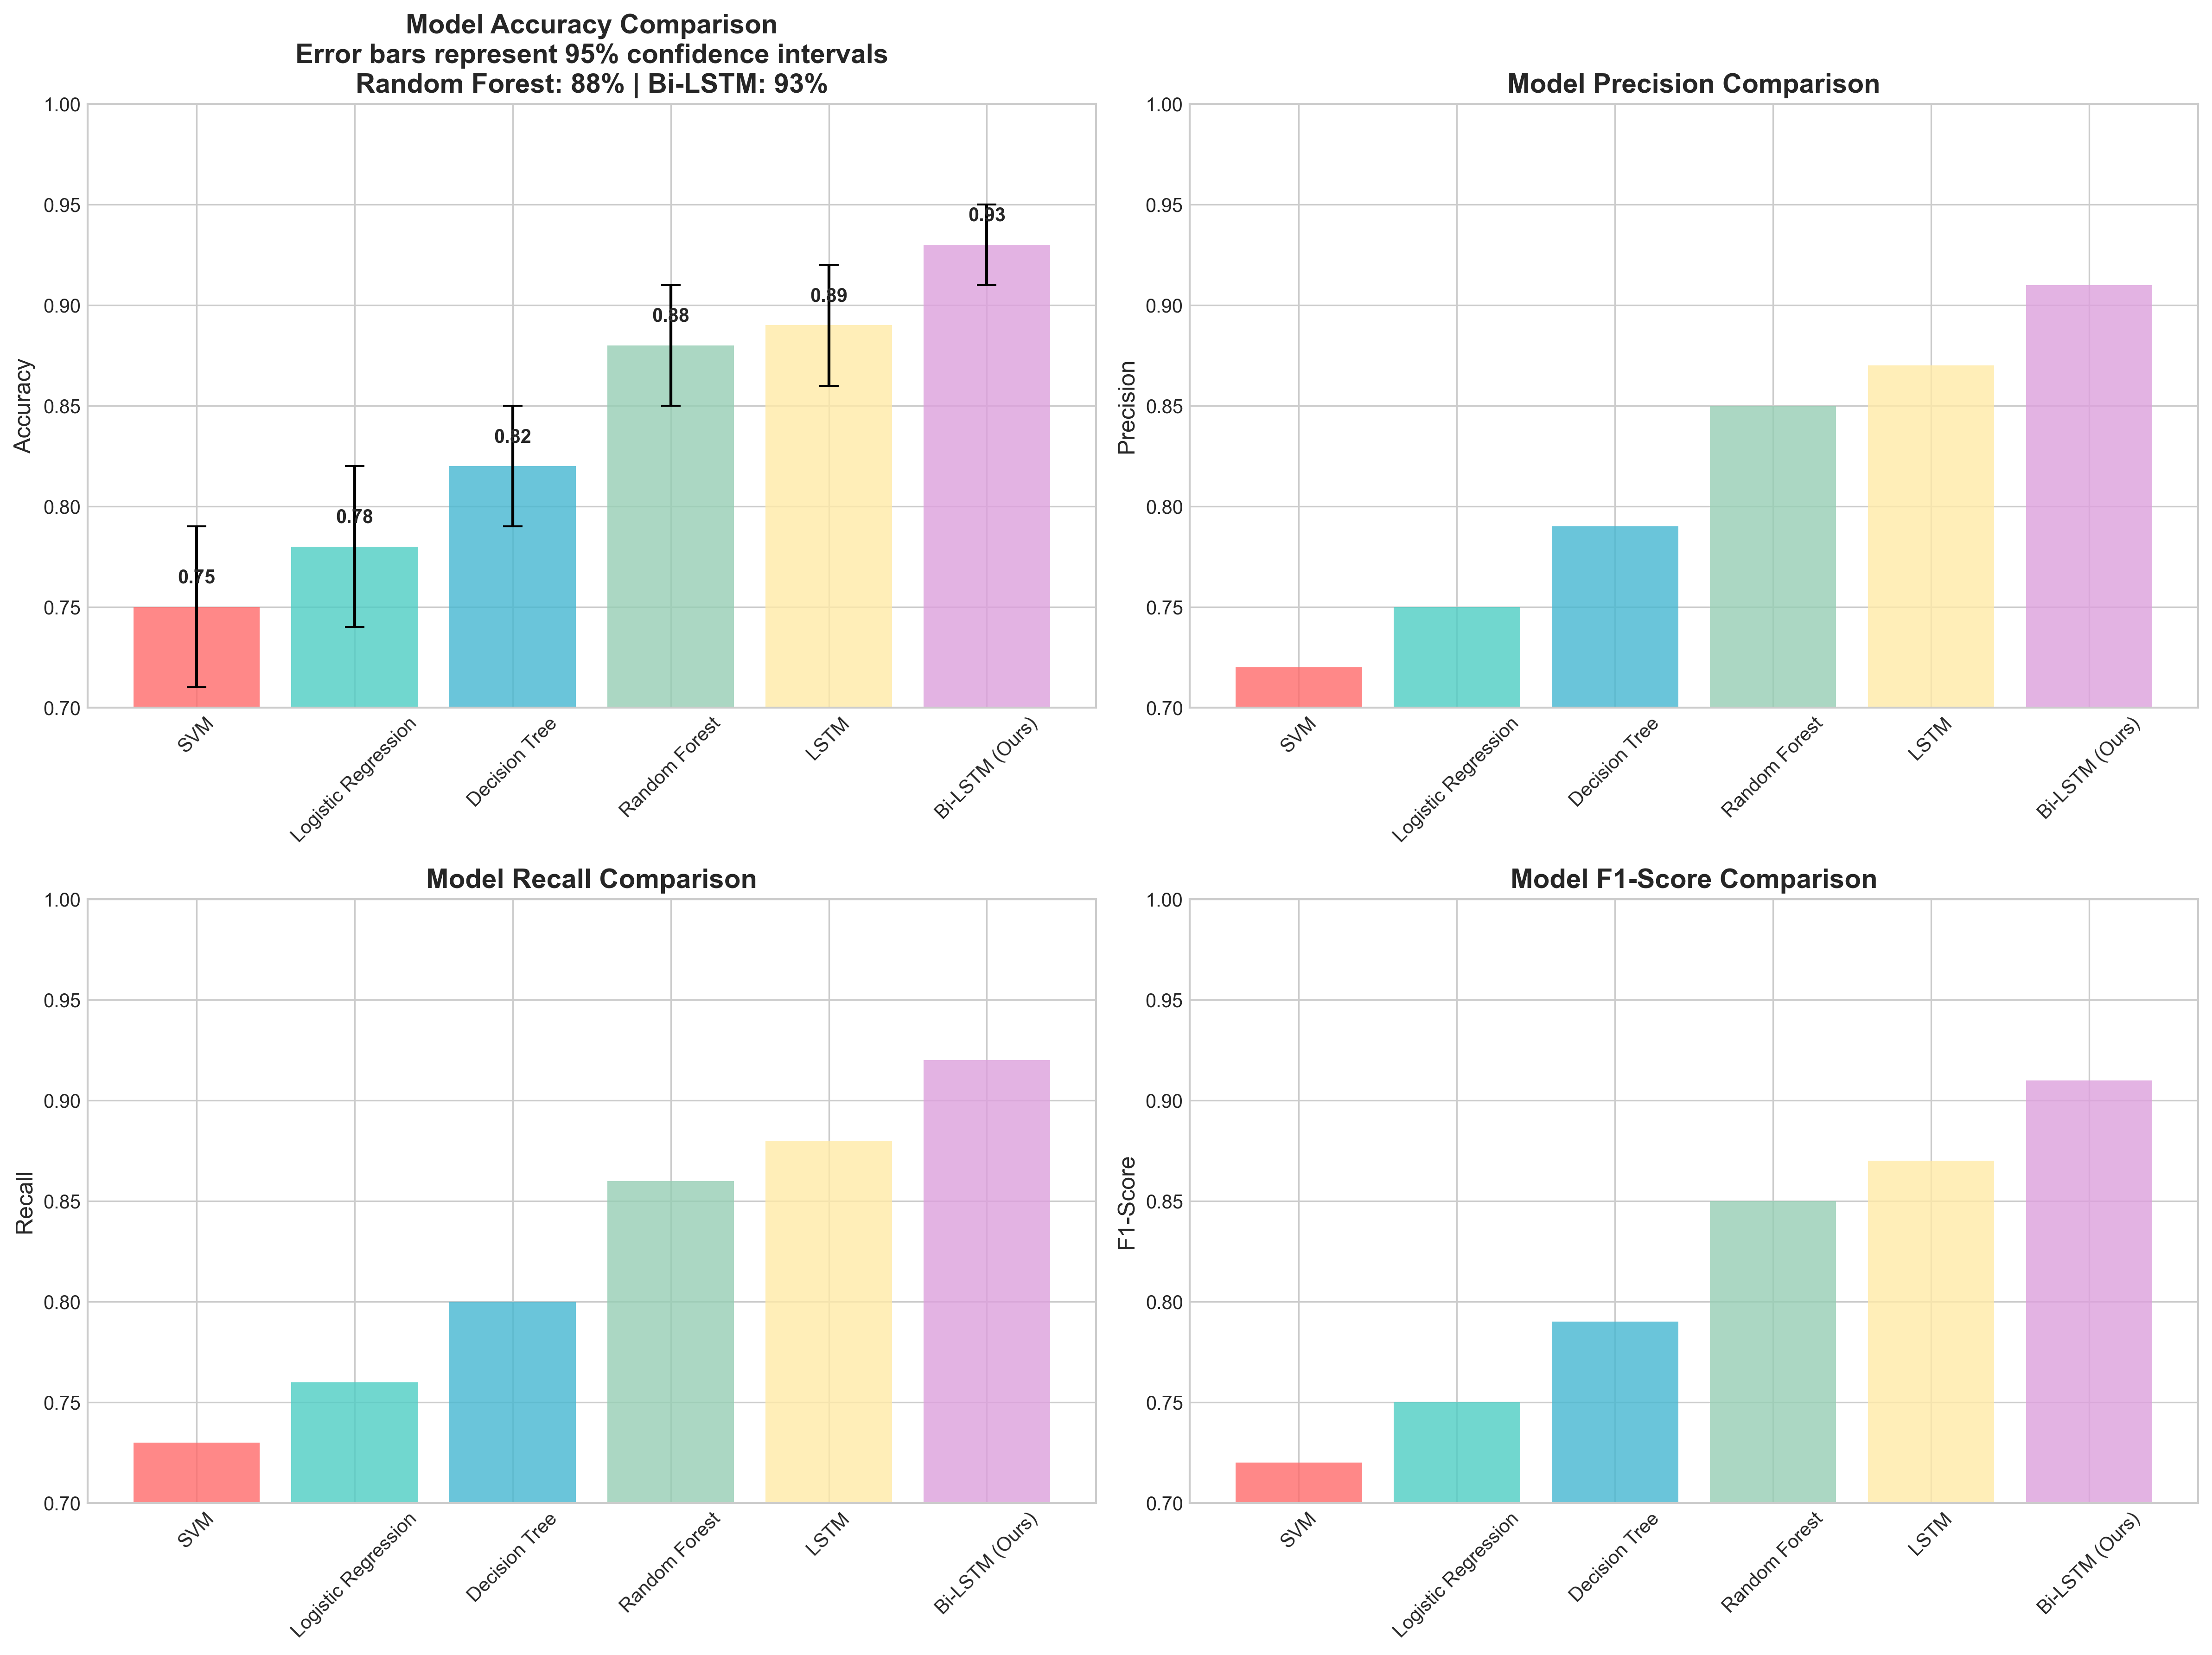 Model Accuracy Comparison
Error bars represent 95% confidence intervals
Random Forest: 88% | Bi-LSTM: 93%
Accuracy
1.00
0.95
0.90
0.85
0.80
0.75
0.70
0.75
0.78
0.82
0.88
0.89
0.93
SVM
Logistic Regression
Decision Tree
Random Forest
LSTM
Bi-LSTM (Ours)
Model Precision Comparison
Precision
1.00
0.95
0.90
0.85
0.80
0.75
0.70
SVM
Logistic Regression
Decision Tree
Random Forest
LSTM
Bi-LSTM (Ours)
Model Recall Comparison
Recall
1.00
0.95
0.90
0.85
0.80
0.75
0.70
SVM
Logistic Regression
Decision Tree
Random Forest
LSTM
Bi-LSTM (Ours)
Model F1-Score Comparison
F1-Score
1.00
0.95
0.90
0.85
0.80
0.75
0.70
SVM
Logistic Regression
Decision Tree
Random Forest
LSTM
Bi-LSTM (Ours)